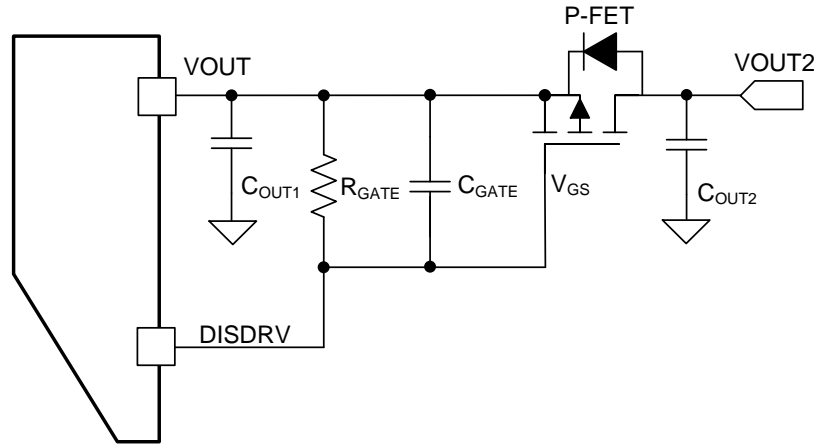 P-FET
VOUT
VOUT2
COUT1
RGATE
CGATE
VGS
COUT2
DISDRV